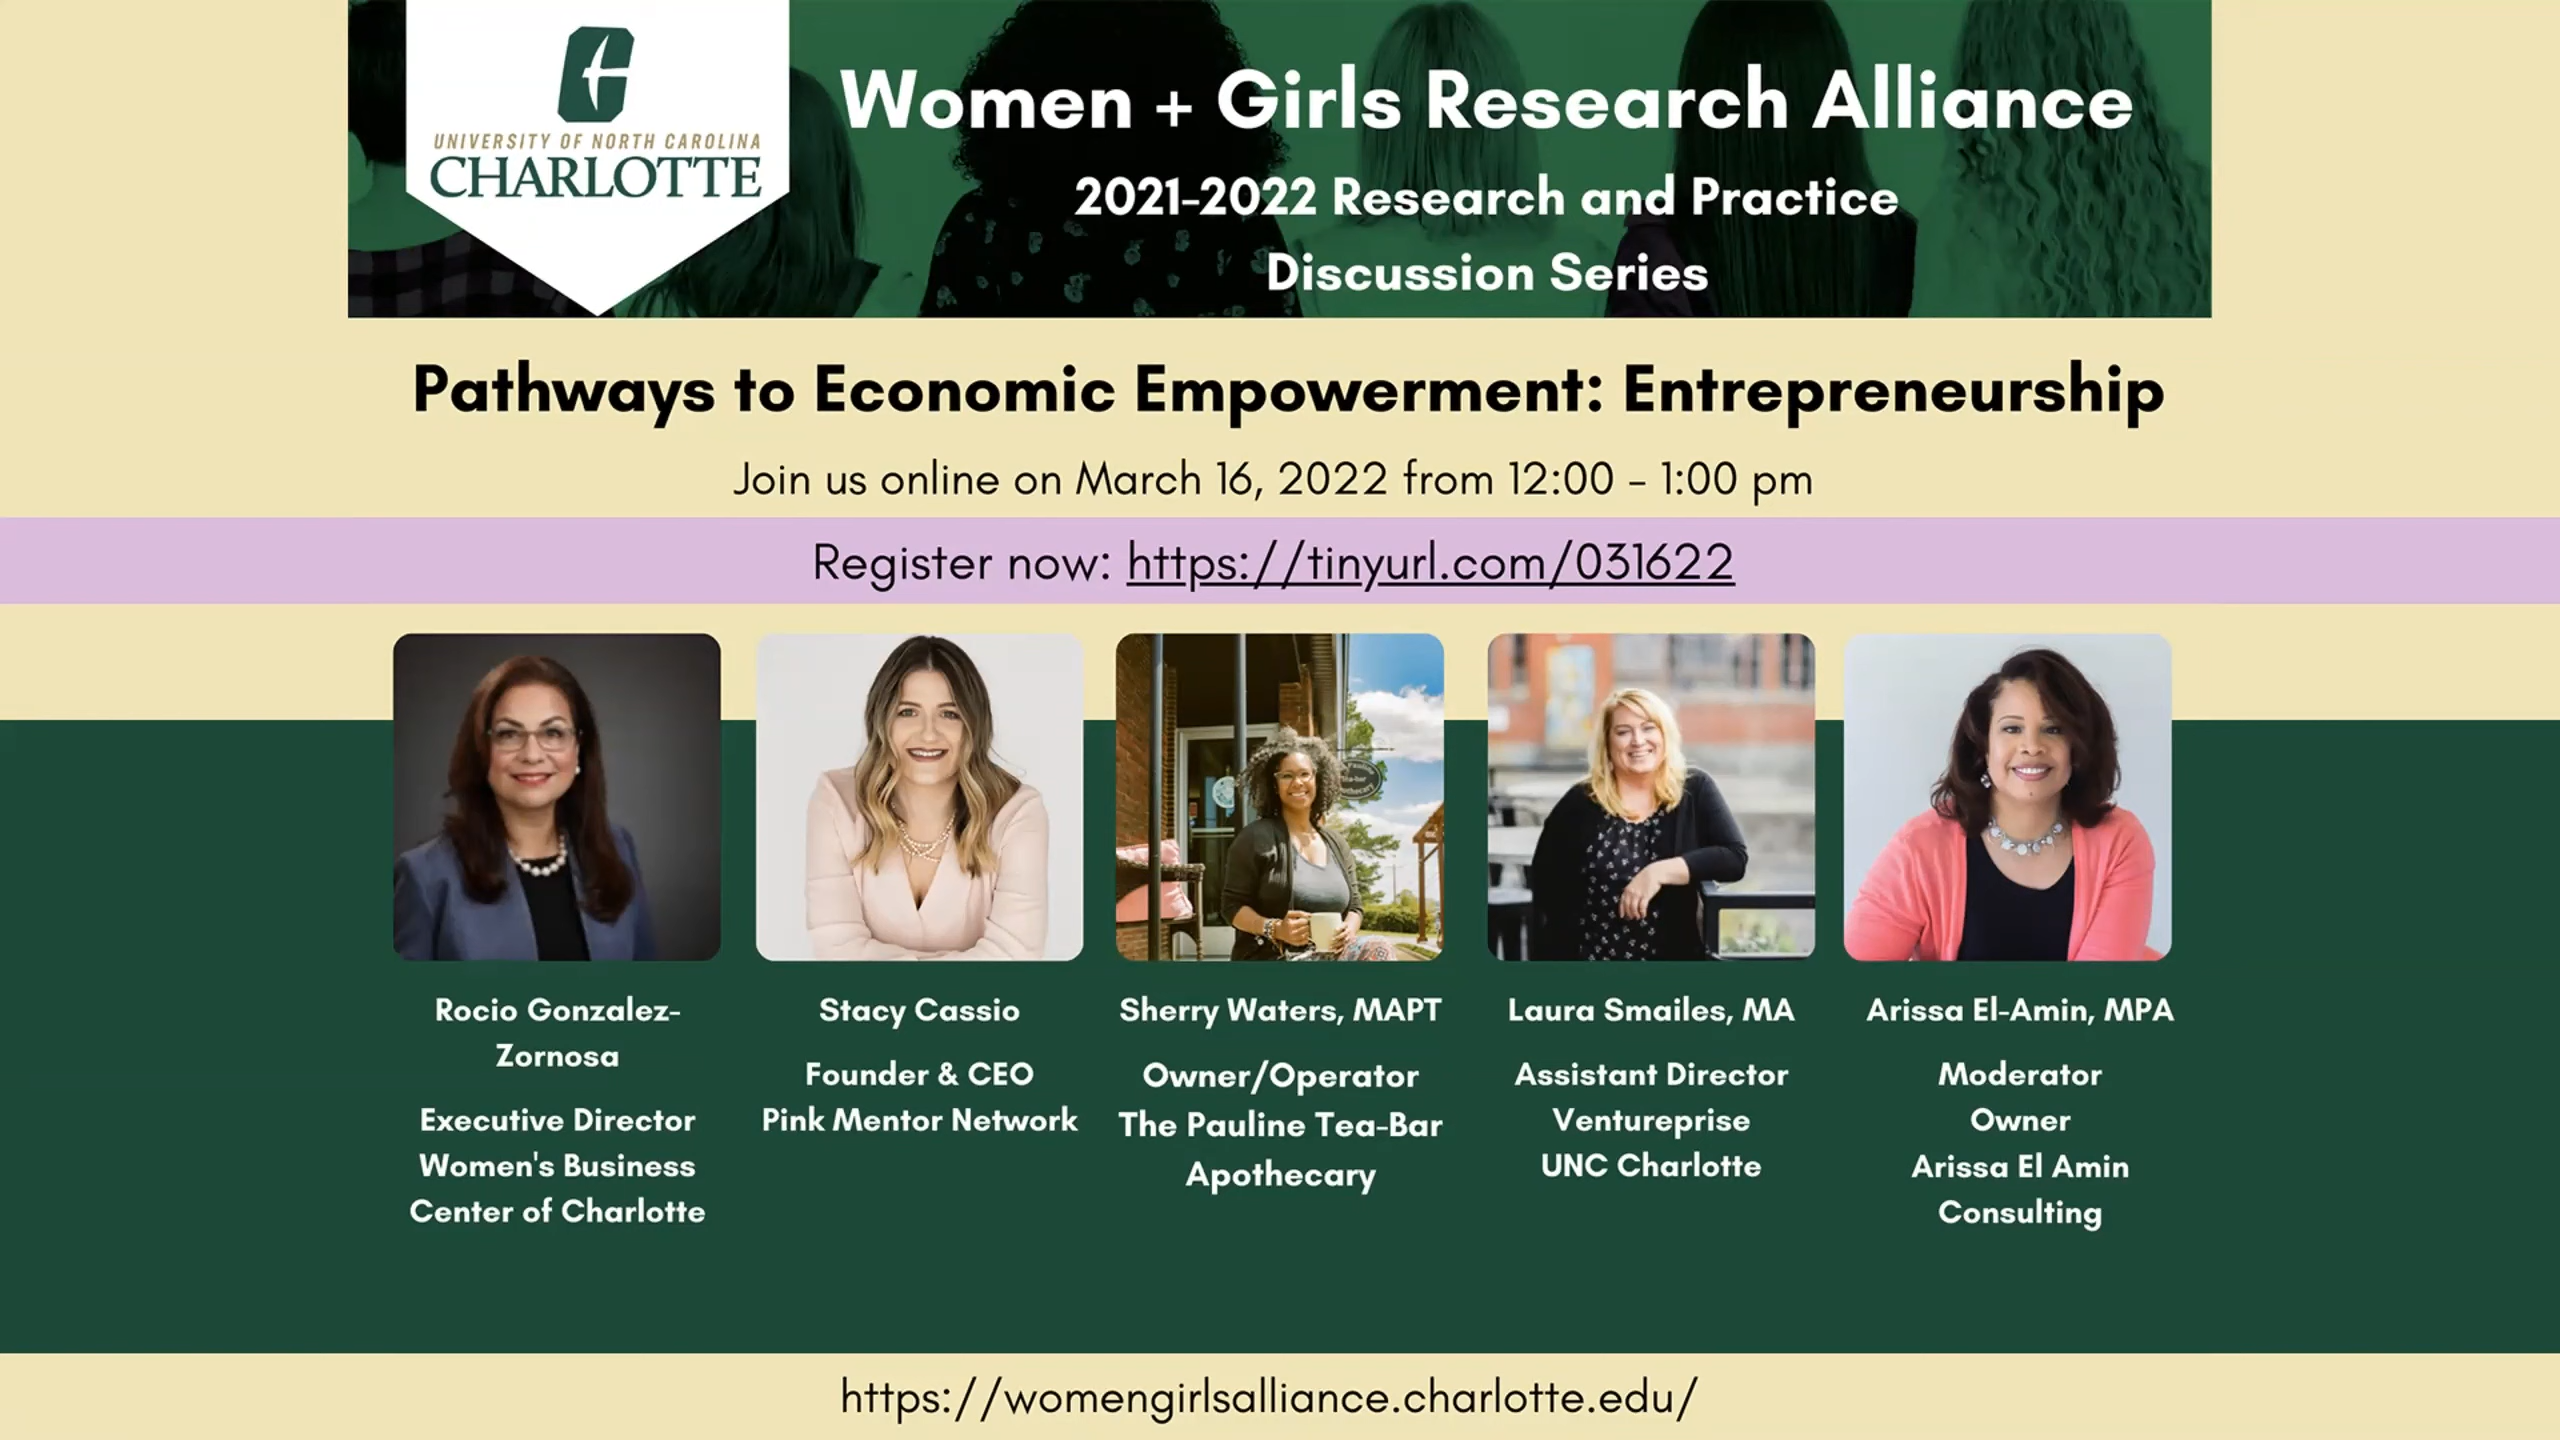 UNIVERSITY OF NORTH CAROLINA
CHARLOTTE
Women + Girls Research Alliance
2021-2022 Research and Practice
Discussion Series
Pathways to Economic Empowerment: Entrepreneurship
Join us online on March 16, 2022 from 12:00 - 1:00 pm
Register now: https://tinyurl.com/031622
Rocio Gonzalez-
Zornosa
Executive Director
Women's Business
Center of Charlotte
Stacy Cassio
Founder & CEO
Pink Mentor Network
Sherry Waters, MAPT
Owner/Operator
The Pauline Tea-Bar
Apothecary
Laura Smailes, MA
Assistant Director
Ventureprise
UNC Charlotte
Arissa El-Amin, MPA
Moderator
Owner
Arissa El Amin
Consulting
https://womengirlsalliance.charlotte.edu/